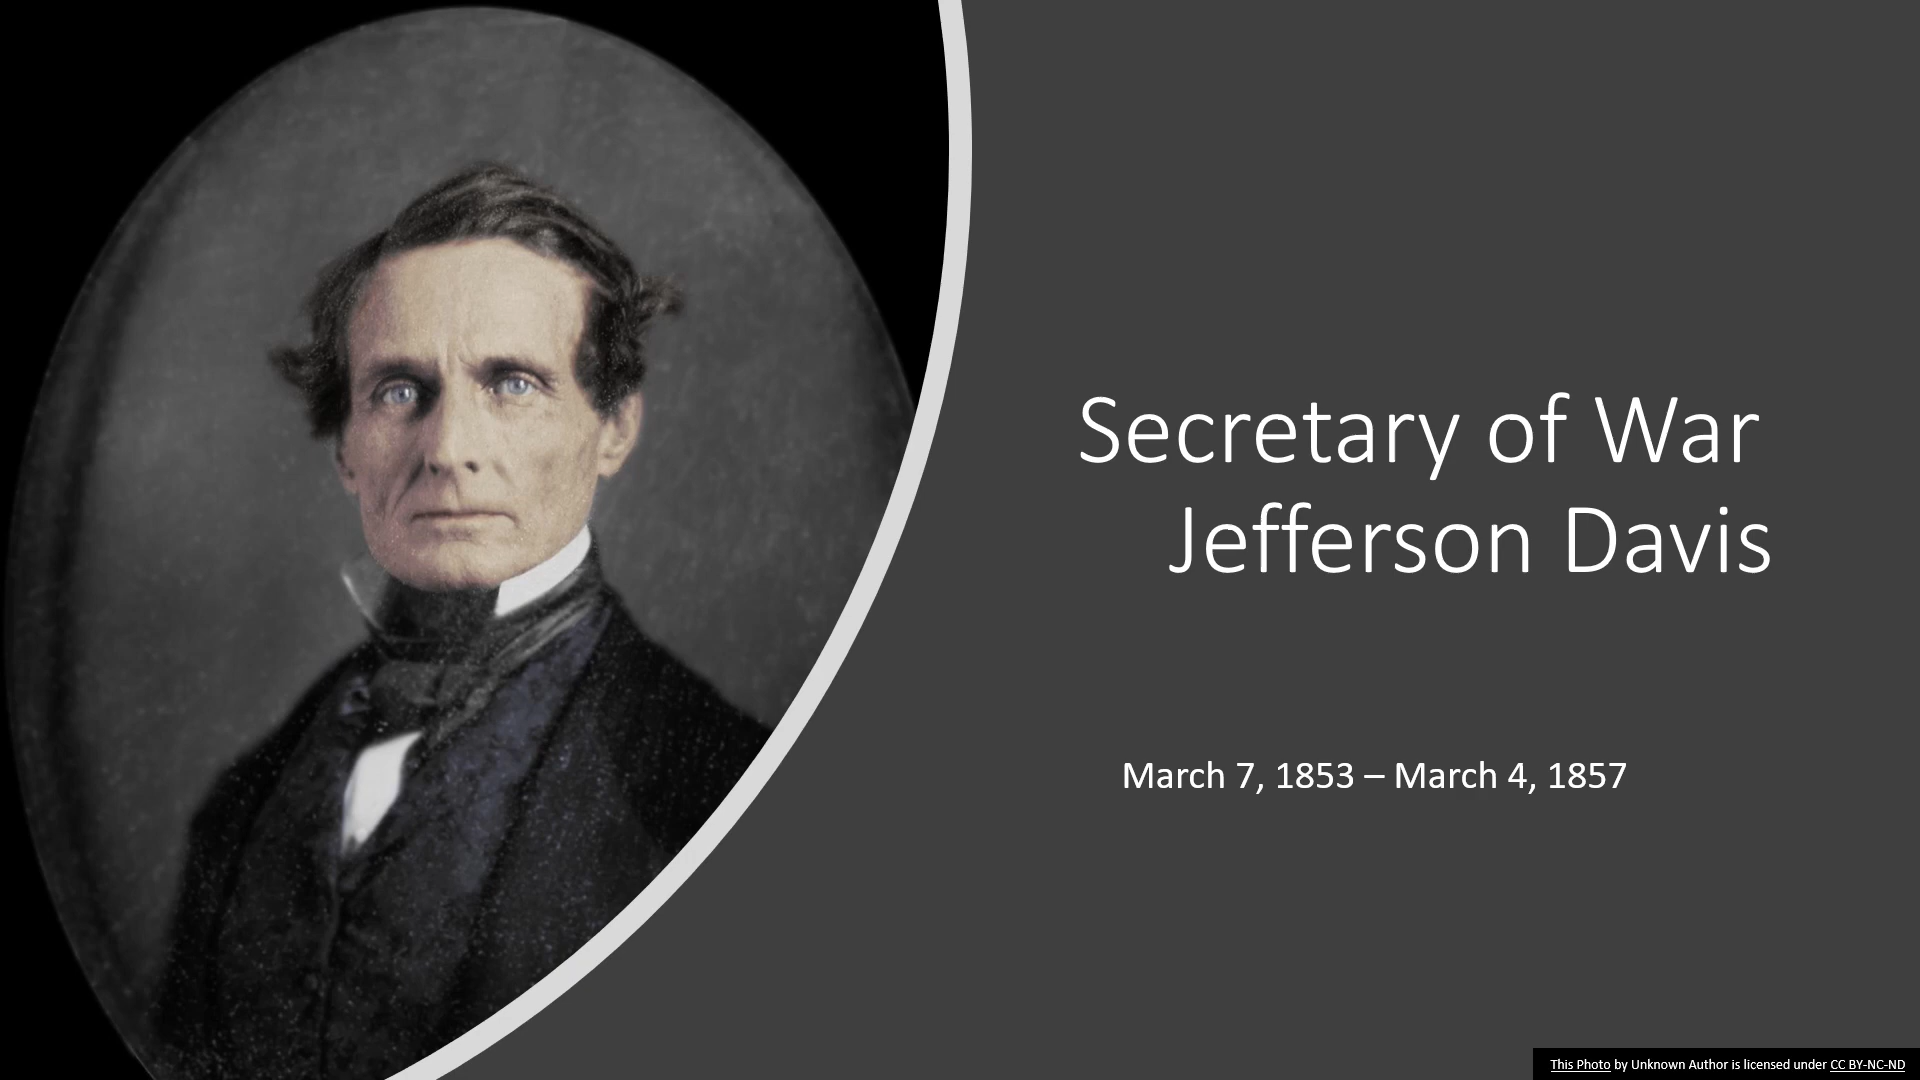 Secretary of War
Jefferson Davis
March 7, 1853 – March 4, 1857
This Photo by Unknown Author is licensed under CC BY-NC-ND